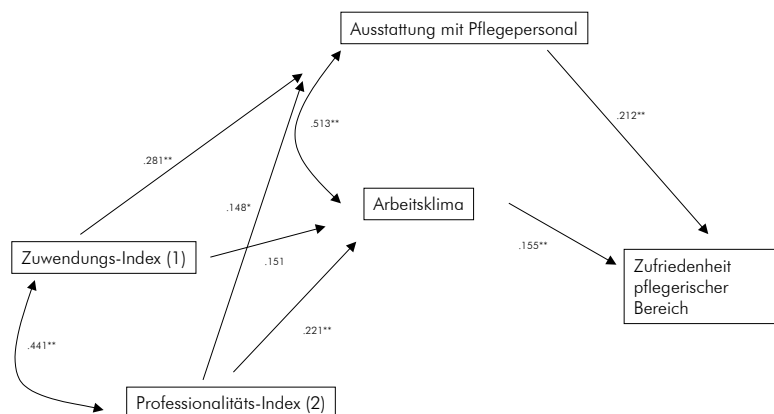 Ausstattung mit Pflegepersonal
.212**
.513**
.281**
.148*
Arbeitsklima
Zuwendungs-Index (1)
.151
.155**
Zufriedenheit
pflegerischer
Bereich
.221**
.441**
Professionalitäts-Index (2)